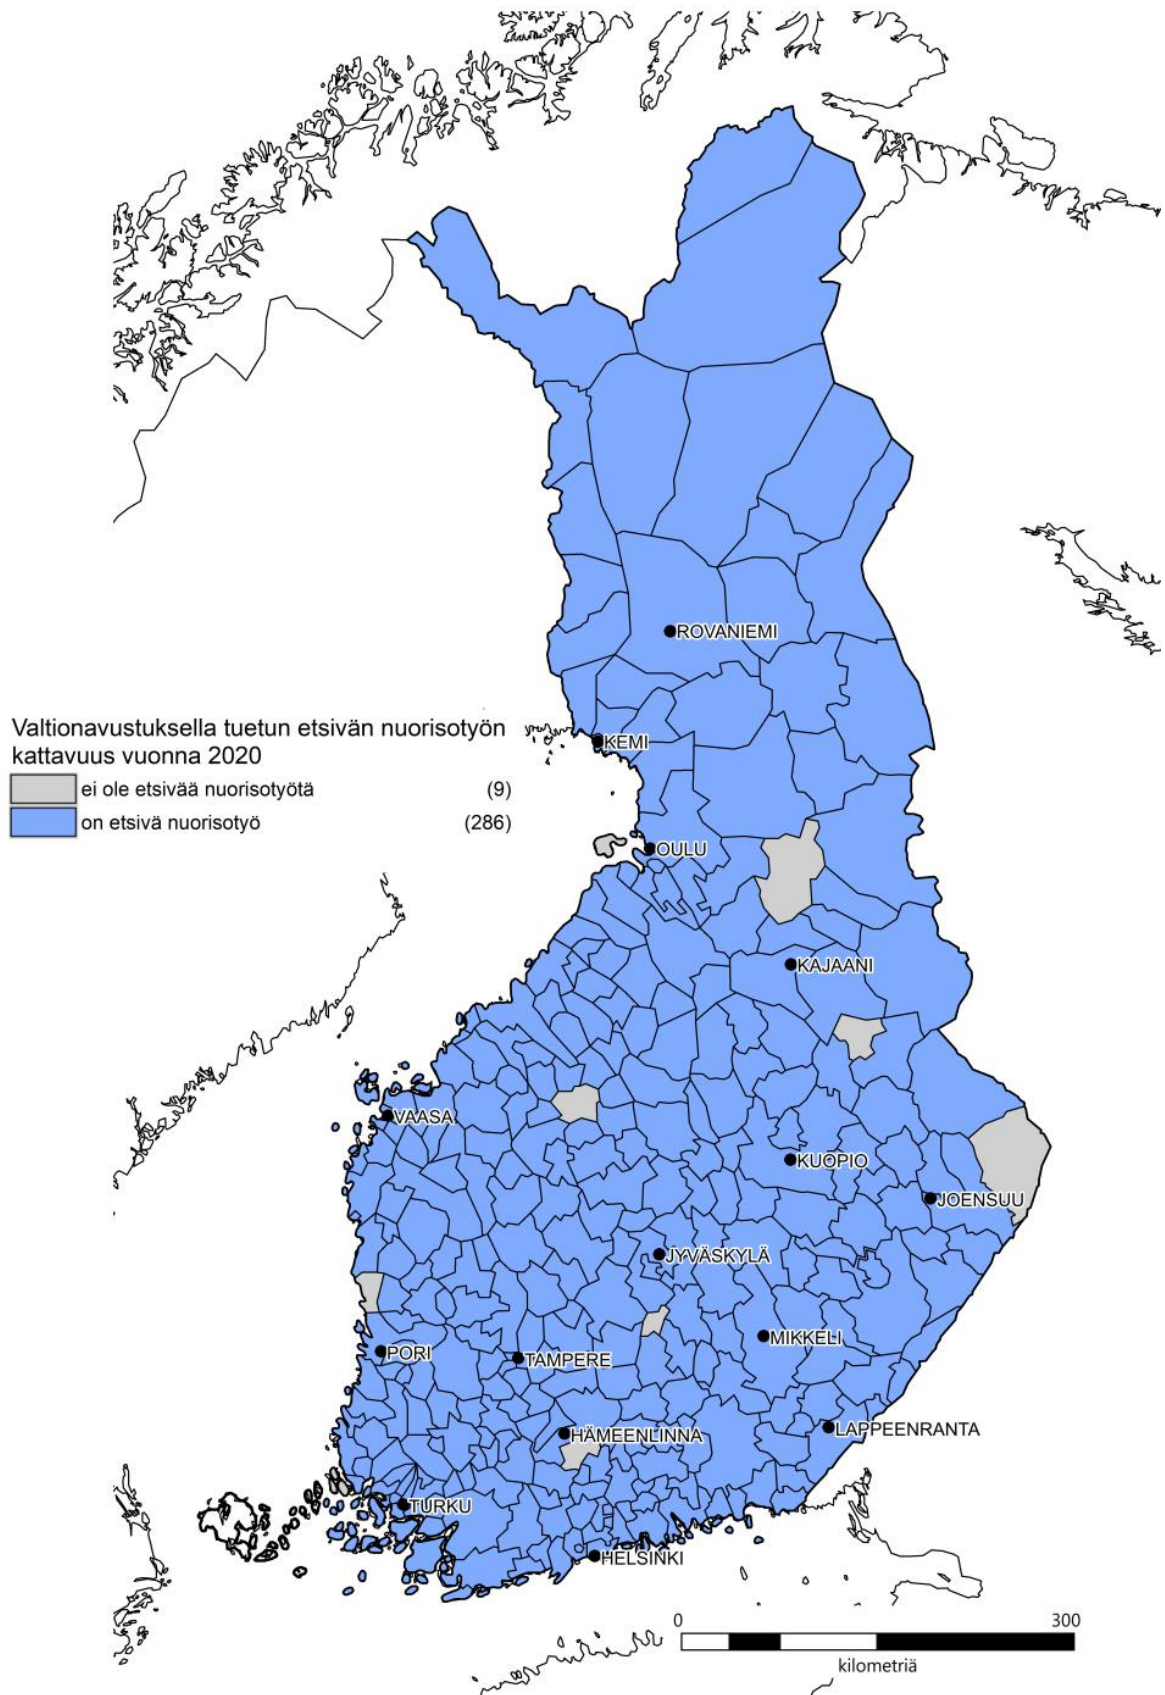 ROVANIEMI
Valtionavustuksella tuetun etsivän nuorisotyön
kattavuus vuonna 2020
ei ole etsivää nuorisotyötä (9)
on etsivä nuorisotyö (286)
KEMI
OULU
KAJAANI
VAASA
KUOPIO
JOENSUU
JYVÄSKYLÄ
MIKKELI
PORI
TAMPERE
LAPPEENRANTA
HÄMEENLINNA
TURKU
HELSINKI
0 300
kilometriä